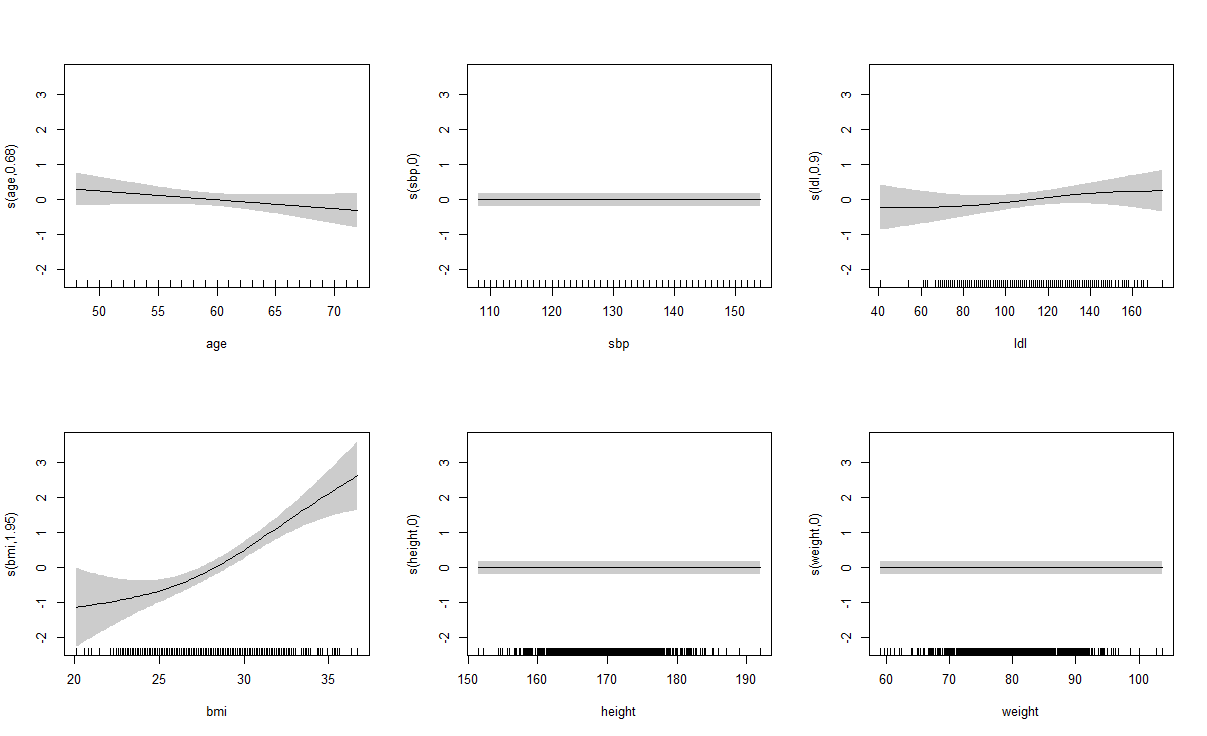 s(age,0.68)
3
2
1
0
-1
-2
50 55 60 65 70
age
s(sbp,0)
3
2
1
0
-1
-2
110 120 130 140 150
sbp
s(ldl,0.9)
3
2
1
0
-1
-2
40 60 80 100 120 140 160
ldl
s(bmi,1.95)
3
2
1
0
-1
-2
20 25 30 35
bmi
s(height,0)
3
2
1
0
-1
-2
150 160 170 180 190
height
s(weight,0)
3
2
1
0
-1
-2
60 70 80 90 100
weight